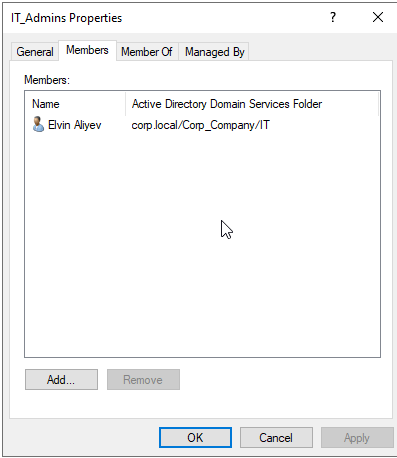 IT_Admins Properties
General Members Member Of Managed By
Members:
Name Active Directory Domain Services Folder
Elvin Aliyev corp.local/Corp_Company/IT
Add... Remove
OK Cancel Apply